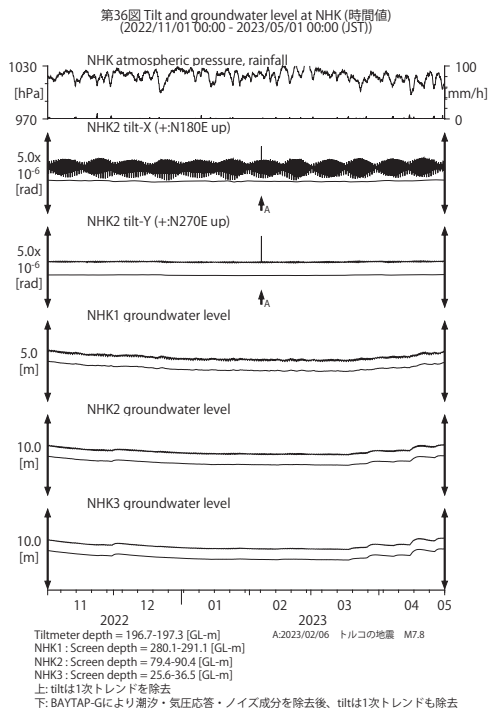 第36図 Tilt and groundwater level at NHK (時間値)
(2022/11/01 00:00 - 2023/05/01 00:00 (JST))
NHK atmospheric pressure, rainfall
1030
[hPa]
970
100
[mm/h]
0
NHK2 tilt-X (+:N180E up)
5.0x
10-6
[rad]
A
NHK2 tilt-Y (+:N270E up)
5.0x
10-6
[rad]
A
NHK1 groundwater level
5.0
[m]
NHK2 groundwater level
10.0
[m]
NHK3 groundwater level
10.0
[m]
11 12 01 02 03 04 05
2022 2023
Tiltmeter depth = 196.7-197.3 [GL-m] A:2023/02/06 トルコの地震 M7.8
NHK1 : Screen depth = 280.1-291.1 [GL-m]
NHK2 : Screen depth = 79.4-90.4 [GL-m]
NHK3 : Screen depth = 25.6-36.5 [GL-m]
上: tiltは1次トレンドを除去
下: BAYTAP-Gにより潮汐・気圧応答・ノイズ成分を除去後、tiltは1次トレンドも除去